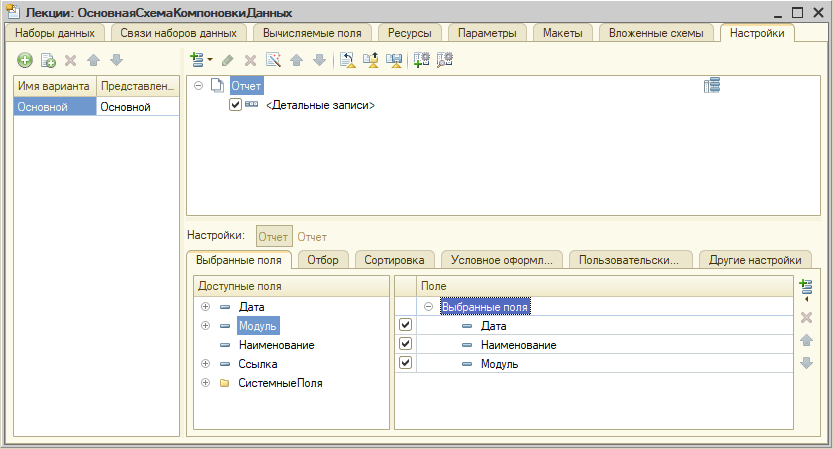 Лекции: ОсновнаяСхемаКомпоновкиДанных
Наборы данных Связи наборов данных Вычисляемые поля Ресурсы Параметры Макеты Вложенные схемы Настройки
Имя варианта Представлен...
Основной Основной
Отчет
<Детальные записи>
Настройки: Отчет Отчет
Выбранные поля Отбор Сортировка Условное оформл... Пользовательски... Другие настройки
Доступные поля Поле
Выбранные поля
Дата Дата
Модуль Наименование
Наименование Модуль
Ссылка
СистемныеПоля